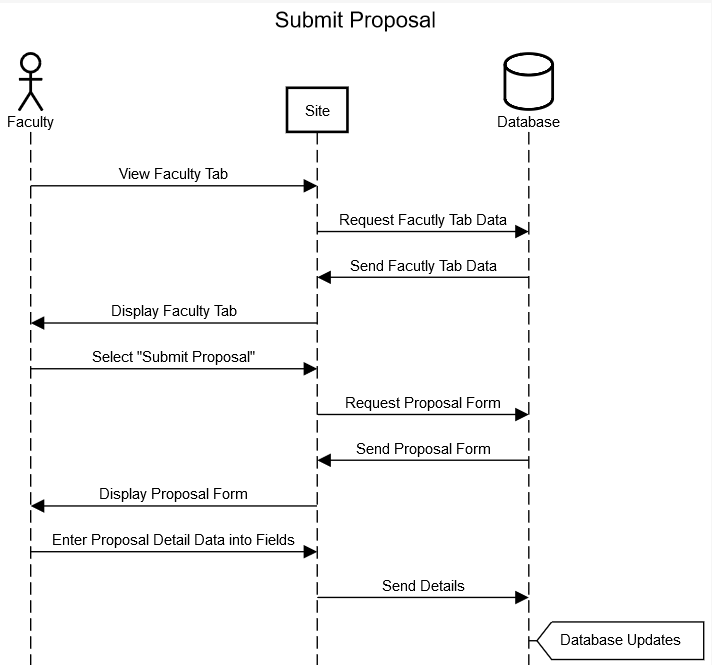 Submit Proposal
Faculty
Site
Database
View Faculty Tab
Request Facutly Tab Data
Send Facutly Tab Data
Display Faculty Tab
Select "Submit Proposal"
Request Proposal Form
Send Proposal Form
Display Proposal Form
Enter Proposal Detail Data into Fields
Send Details
Database Updates